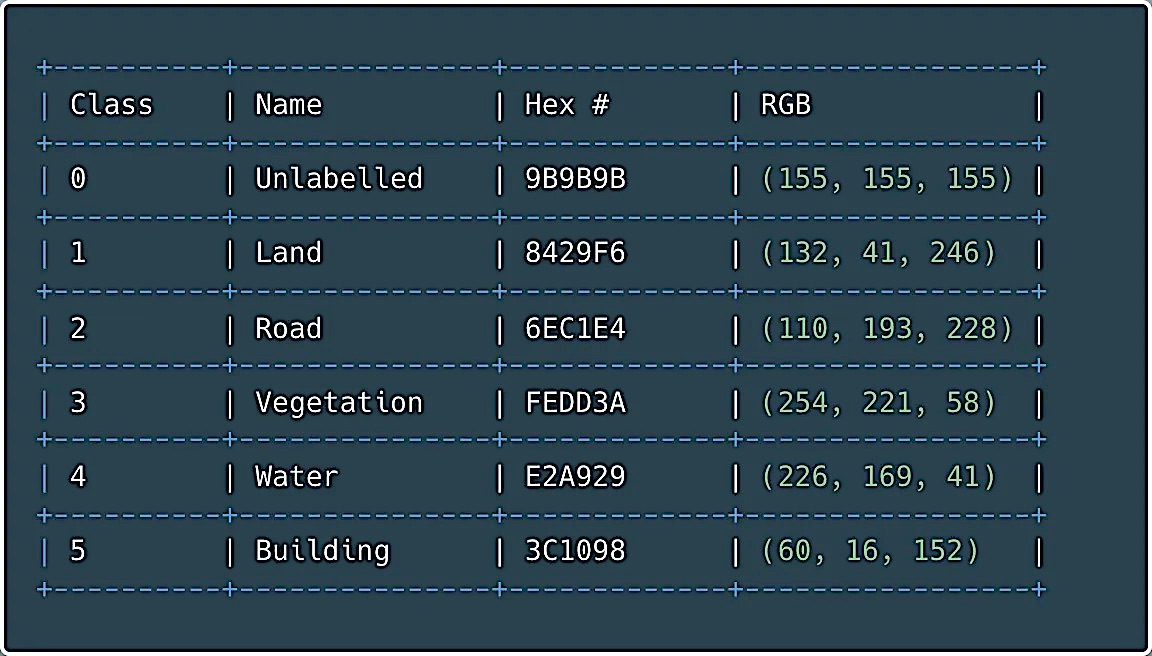 +----------+---------------+-------------+-----------------+
| Class    | Name          | Hex #       | RGB             |
+----------+---------------+-------------+-----------------+
| 0        | Unlabelled    | 9B9B9B      | (155, 155, 155) |
+----------+---------------+-------------+-----------------+
| 1        | Land          | 8429F6      | (132, 41, 246)  |
+----------+---------------+-------------+-----------------+
| 2        | Road          | 6EC1E4      | (110, 193, 228) |
+----------+---------------+-------------+-----------------+
| 3        | Vegetation    | FEDD3A      | (254, 221, 58)  |
+----------+---------------+-------------+-----------------+
| 4        | Water         | E2A929      | (226, 169, 41)  |
+----------+---------------+-------------+-----------------+
| 5        | Building      | 3C1098      | (60, 16, 152)   |
+----------+---------------+-------------+-----------------+